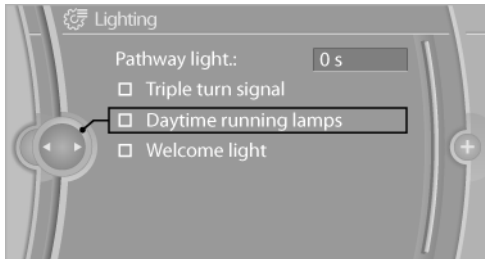 Lighting
Pathway light.: 0 s
Triple turn signal
Daytime running lamps
Welcome light